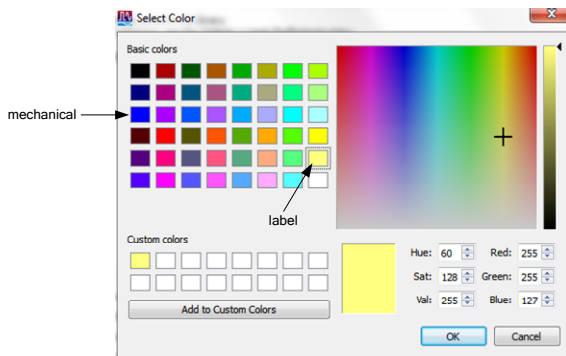 Select Color
Basic colors
mechanical
label
Custom colors
Add to Custom Colors
Hue: 60 Red: 255
Sat: 128 Green: 255
Val: 255 Blue: 127
OK Cancel